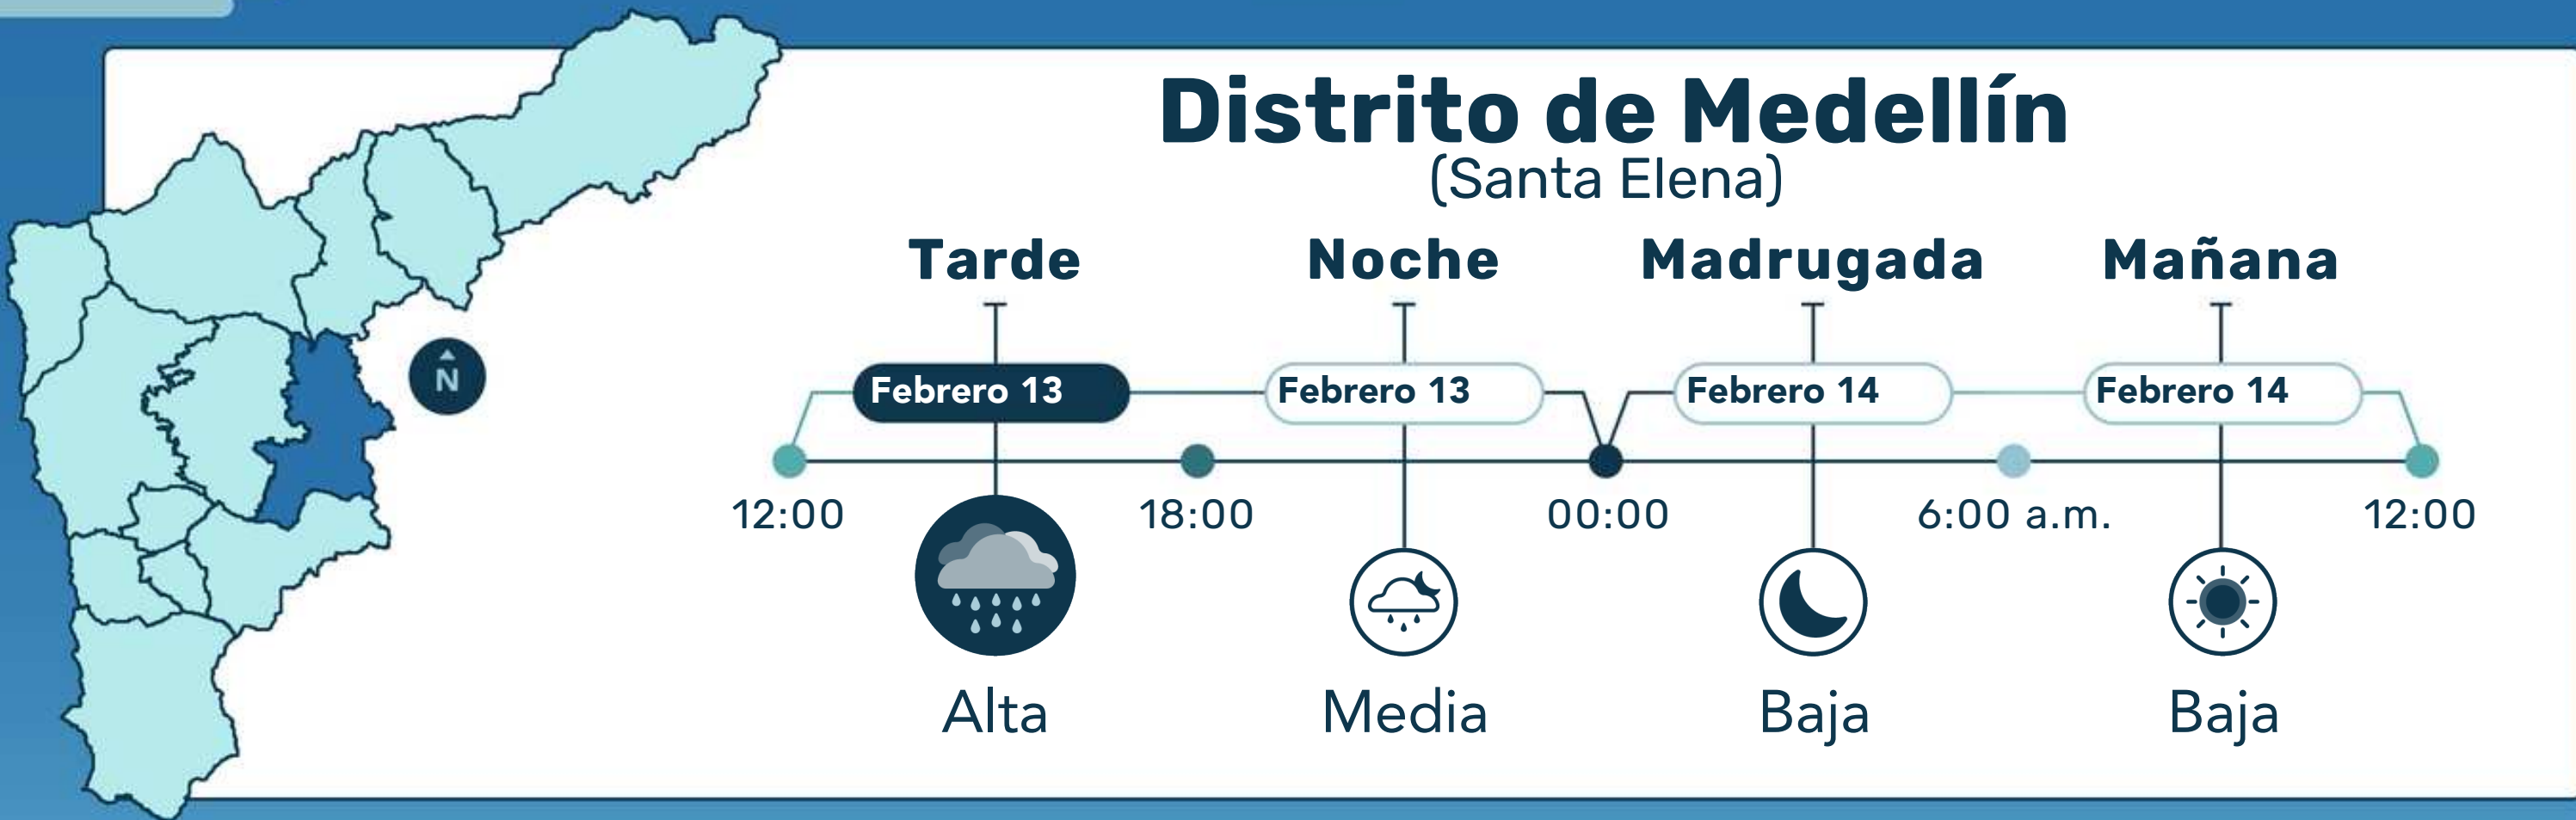 Distrito de Medellín
(Santa Elena)
Tarde Noche Madrugada Mañana
Febrero 13 Febrero 13 Febrero 14 Febrero 14
N
12:00 18:00 00:00 6:00 a.m. 12:00
Alta Media Baja Baja